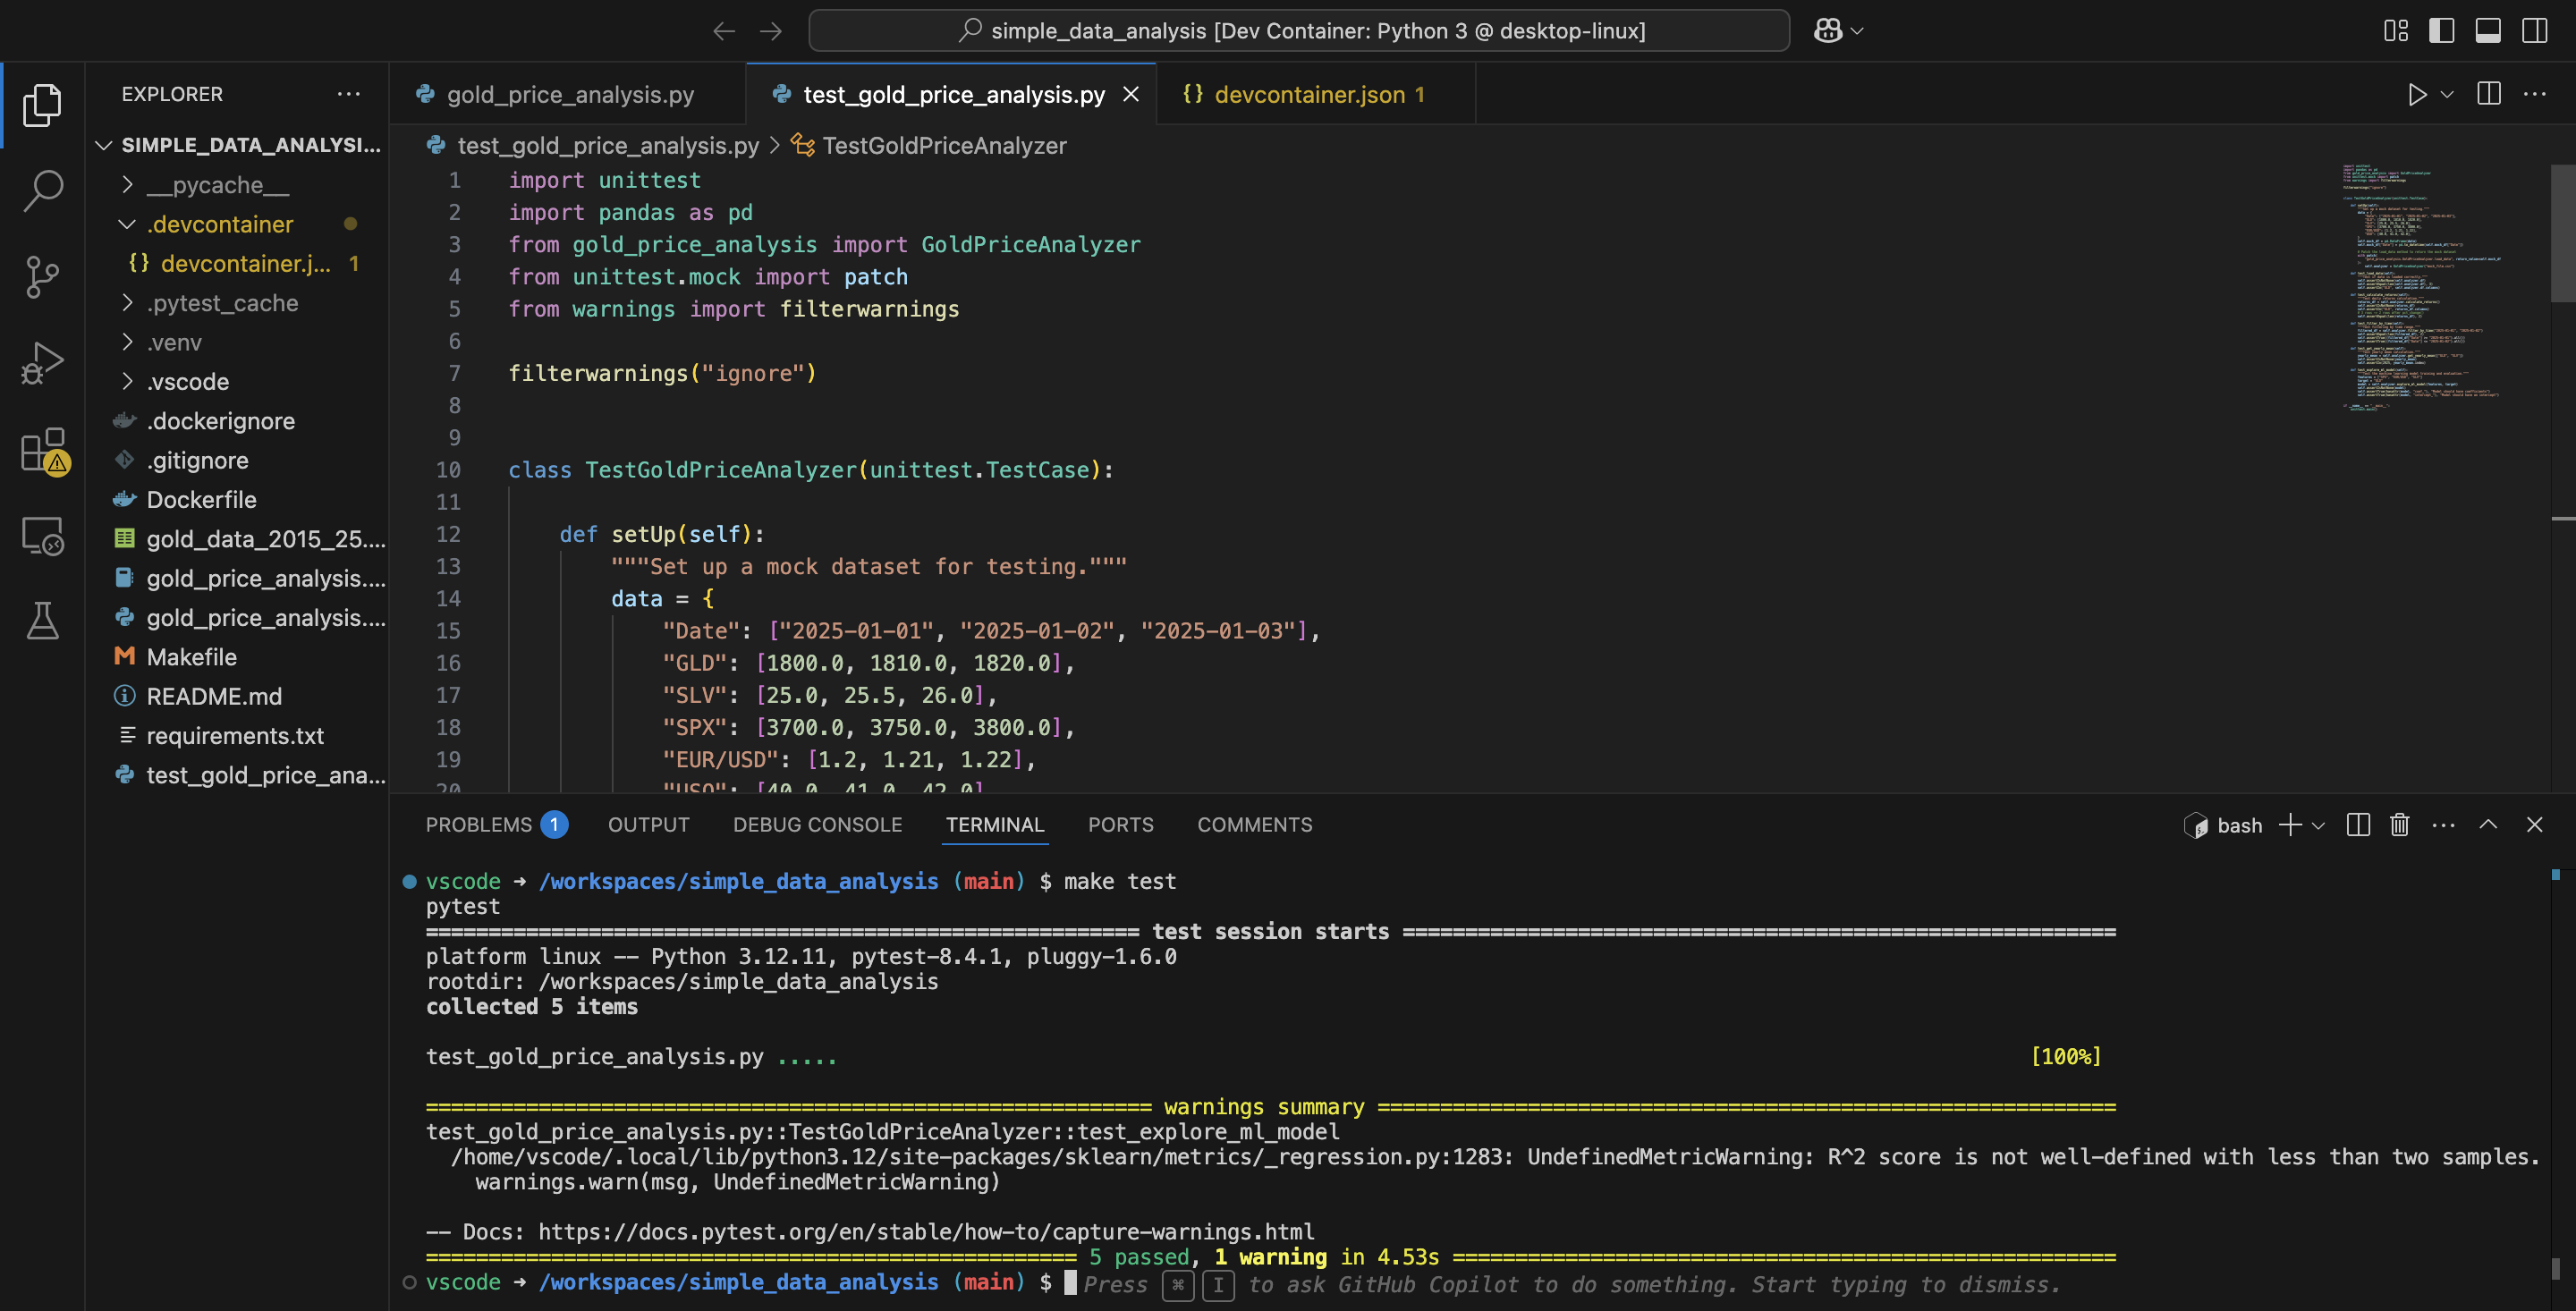 simple_data_analysis [Dev Container: Python 3 @ desktop-linux]
EXPLORER
SIMPLE_DATA_ANALYSI...
__pycache__
.devcontainer
{} devcontainer.j... 1
.pytest_cache
.venv
.vscode
.dockerignore
.gitignore
Dockerfile
gold_data_2015_25....
gold_price_analysis....
gold_price_analysis....
Makefile
README.md
requirements.txt
test_gold_price_ana...
gold_price_analysis.py
test_gold_price_analysis.py
{} devcontainer.json 1
test_gold_price_analysis.py > TestGoldPriceAnalyzer
1 import unittest
2 import pandas as pd
3 from gold_price_analysis import GoldPriceAnalyzer
4 from unittest.mock import patch
5 from warnings import filterwarnings
6
7 filterwarnings("ignore")
8
9
10 class TestGoldPriceAnalyzer(unittest.TestCase):
11
12 def setUp(self):
13 """Set up a mock dataset for testing."""
14 data = {
15 "Date": ["2025-01-01", "2025-01-02", "2025-01-03"],
16 "GLD": [1800.0, 1810.0, 1820.0],
17 "SLV": [25.0, 25.5, 26.0],
18 "SPX": [3700.0, 3750.0, 3800.0],
19 "EUR/USD": [1.2, 1.21, 1.22],
20 "USO": [40.0, 41.0, 42.0]
PROBLEMS 1 OUTPUT DEBUG CONSOLE TERMINAL PORTS COMMENTS
bash
vscode ➜ /workspaces/simple_data_analysis (main) $ make test
pytest
========================================================= test session starts =========================================================
platform linux -- Python 3.12.11, pytest-8.4.1, pluggy-1.6.0
rootdir: /workspaces/simple_data_analysis
collected 5 items
test_gold_price_analysis.py ..... [100%]
========================================================== warnings summary ===========================================================
test_gold_price_analysis.py::TestGoldPriceAnalyzer::test_explore_ml_model
/home/vscode/.local/lib/python3.12/site-packages/sklearn/metrics/_regression.py:1283: UndefinedMetricWarning: R^2 score is not well-defined with less than two samples.
warnings.warn(msg, UndefinedMetricWarning)
-- Docs: https://docs.pytest.org/en/stable/how-to/capture-warnings.html
==================================================== 5 passed, 1 warning in 4.53s =====================================================
vscode ➜ /workspaces/simple_data_analysis (main) $ Press ⌘ I to ask GitHub Copilot to do something. Start typing to dismiss.